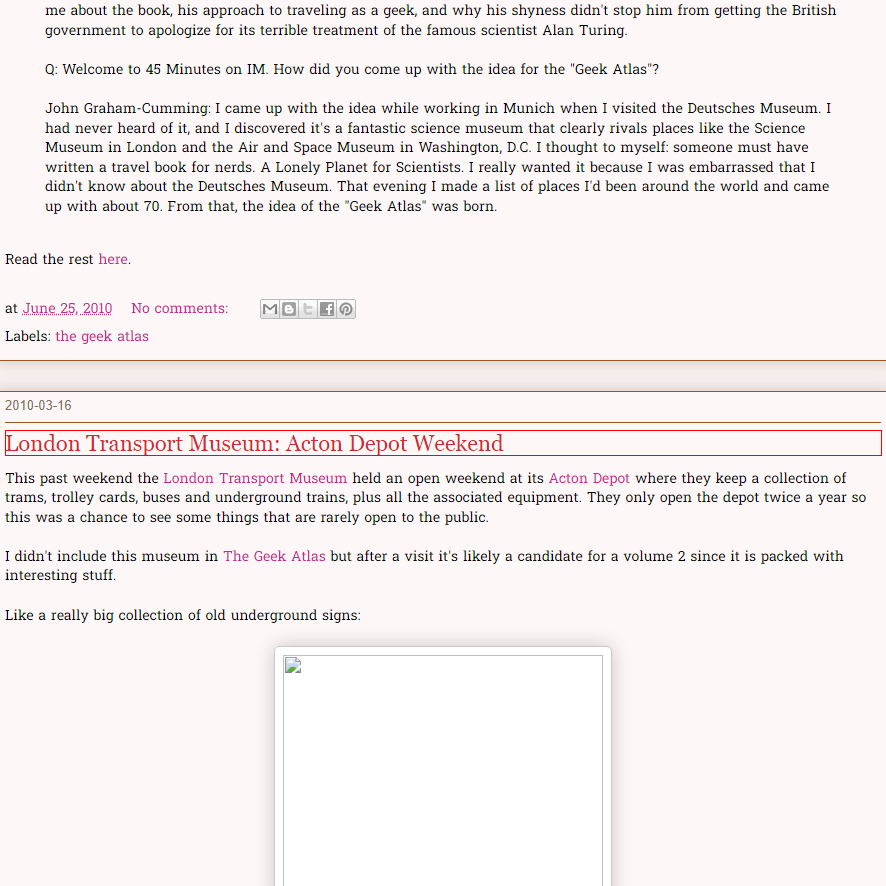 me about the book, his approach to traveling as a geek, and why his shyness didn't stop him from getting the British
government to apologize for its terrible treatment of the famous scientist Alan Turing.
Q: Welcome to 45 Minutes on IM. How did you come up with the idea for the "Geek Atlas"?
John Graham-Cumming: I came up with the idea while working in Munich when I visited the Deutsches Museum. I
had never heard of it, and I discovered it's a fantastic science museum that clearly rivals places like the Science
Museum in London and the Air and Space Museum in Washington, D.C. I thought to myself: someone must have
written a travel book for nerds. A Lonely Planet for Scientists. I really wanted it because I was embarrassed that I
didn't know about the Deutsches Museum. That evening I made a list of places I'd been around the world and came
up with about 70. From that, the idea of the "Geek Atlas" was born.
Read the rest here.
at June 25, 2010 No comments:
Labels: the geek atlas
2010-03-16
London Transport Museum: Acton Depot Weekend
This past weekend the London Transport Museum held an open weekend at its Acton Depot where they keep a collection of
trams, trolley cards, buses and underground trains, plus all the associated equipment. They only open the depot twice a year so
this was a chance to see some things that are rarely open to the public.
I didn't include this museum in The Geek Atlas but after a visit it's likely a candidate for a volume 2 since it is packed with
interesting stuff.
Like a really big collection of old underground signs: